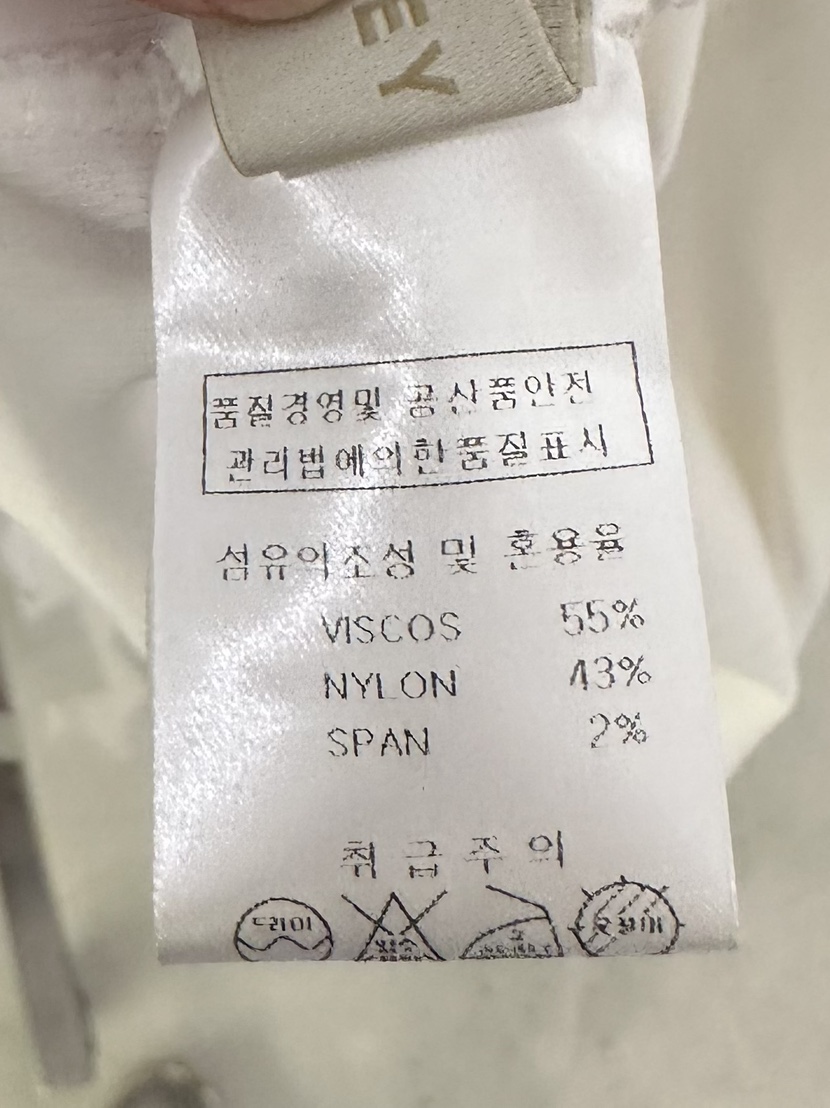 EY
품질경영및 공산품안전
관리법에의한품질표시
섬유의조성 및 혼용율
VISCOS 55%
NYLON 43%
SPAN 2%
취급주의
드라이